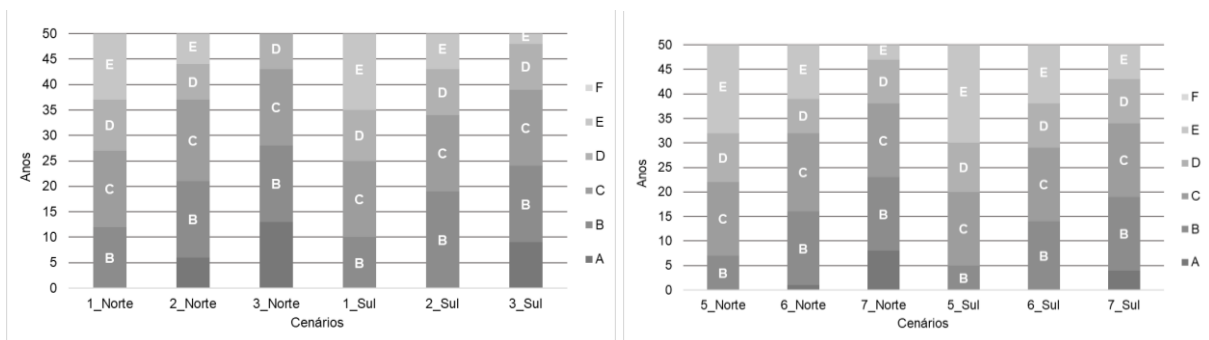 50
45
40
35
30
25
20
15
10
5
0
Anos
E
D
C
B
E
D
C
B
D
C
B
E
D
C
B
E
D
C
B
E
D
C
B
1_Norte 2_Norte 3_Norte 1_Sul 2_Sul 3_Sul
Cenários
F
E
D
C
B
A
50
45
40
35
30
25
20
15
10
5
0
Anos
E
D
C
B
E
D
C
B
E
D
C
B
E
D
C
B
E
D
C
B
E
D
C
B
5_Norte 6_Norte 7_Norte 5_Sul 6_Sul 7_Sul
Cenários
F
E
D
C
B
A